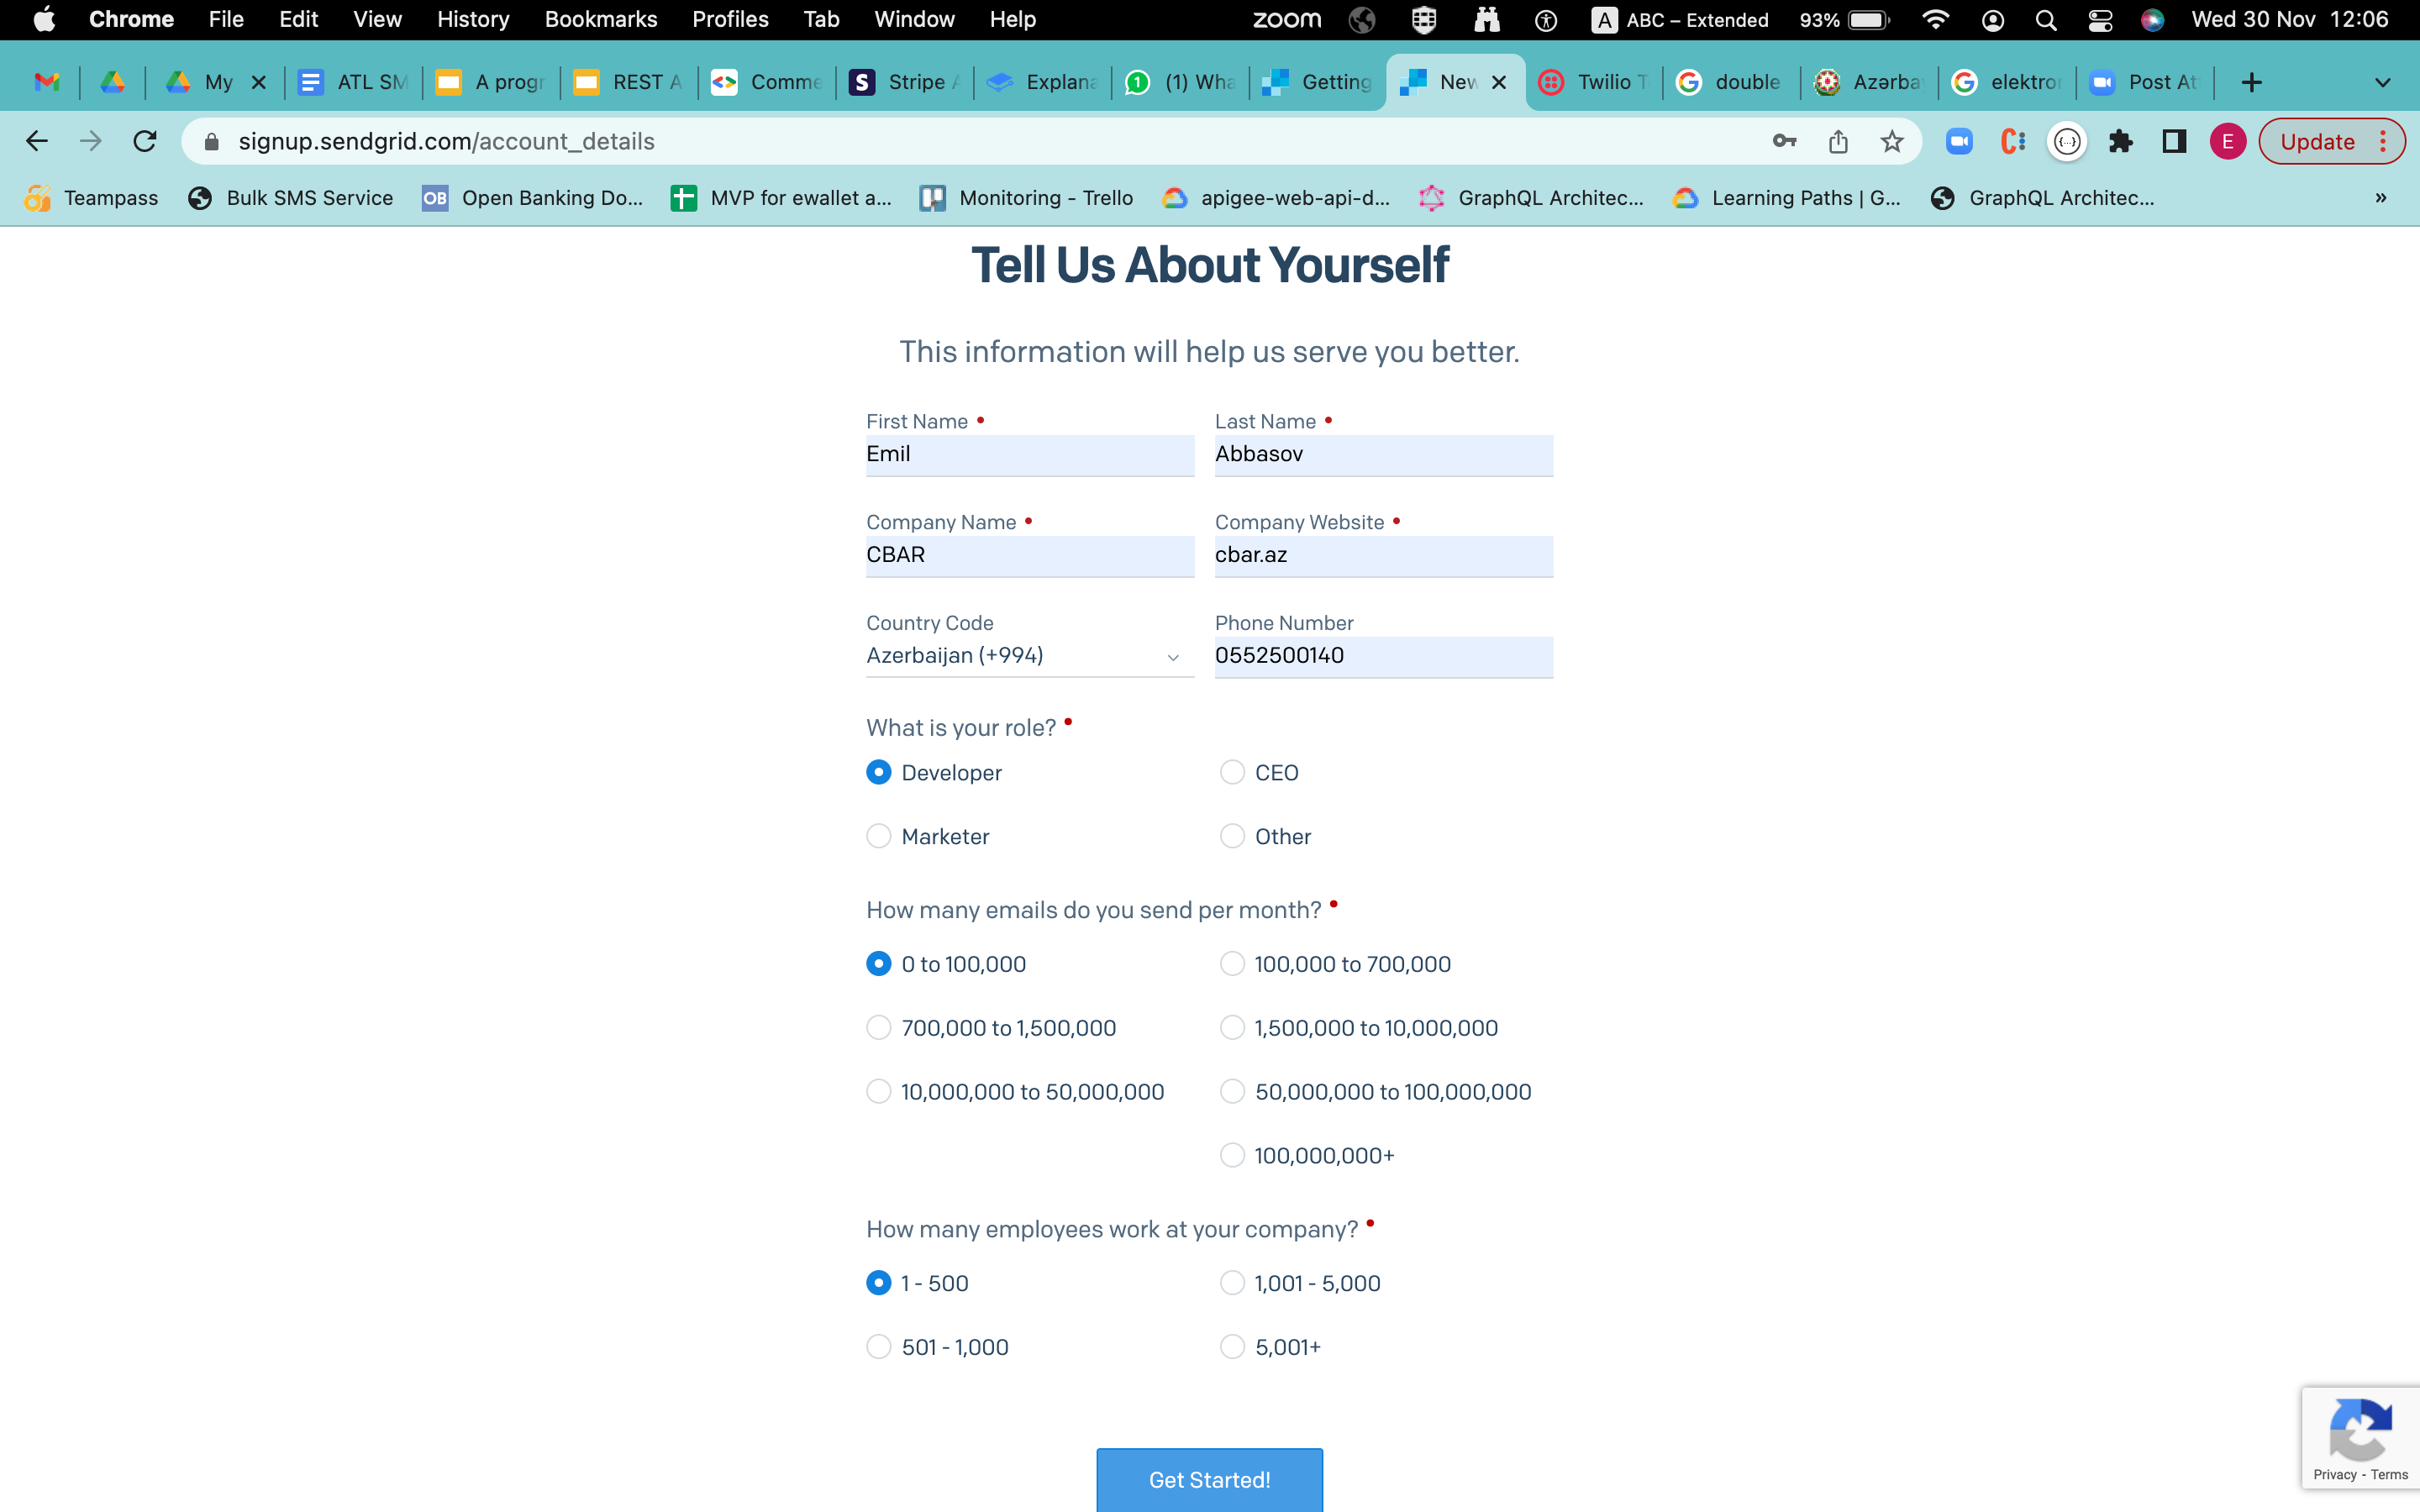 Chrome File Edit View History Bookmarks Profiles Tab Window Help zoom A ABC – Extended 93% Wed 30 Nov 12:06
My ATL SM A progr REST A Comme S Stripe A Explana 1 (1) Wha Getting New Twilio T double Azərba elektror Post At
signup.sendgrid.com/account_details E Update
Teampass Bulk SMS Service OB Open Banking Do... MVP for ewallet a... Monitoring - Trello apigee-web-api-d... GraphQL Architec... Learning Paths | G... GraphQL Architec... »
Tell Us About Yourself
This information will help us serve you better.
First Name • Last Name •
Emil Abbasov
Company Name • Company Website •
CBAR cbar.az
Country Code Phone Number
Azerbaijan (+994) 0552500140
What is your role? •
Developer CEO
Marketer Other
How many emails do you send per month? •
0 to 100,000 100,000 to 700,000
700,000 to 1,500,000 1,500,000 to 10,000,000
10,000,000 to 50,000,000 50,000,000 to 100,000,000
100,000,000+
How many employees work at your company? •
1 - 500 1,001 - 5,000
501 - 1,000 5,001+
Get Started!
Privacy - Terms